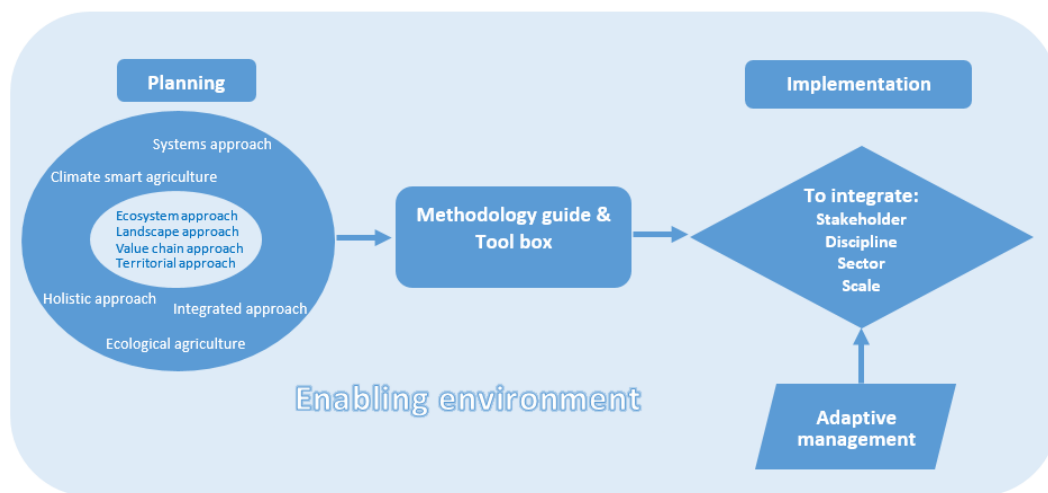 Planning
Implementation
Systems approach
Climate smart agriculture
Ecosystem approach
Landscape approach
Value chain approach
Territorial approach
Holistic approach
Integrated approach
Ecological agriculture
Methodology guide &
Tool box
To integrate:
Stakeholder
Discipline
Sector
Scale
Enabling environment
Adaptive
management